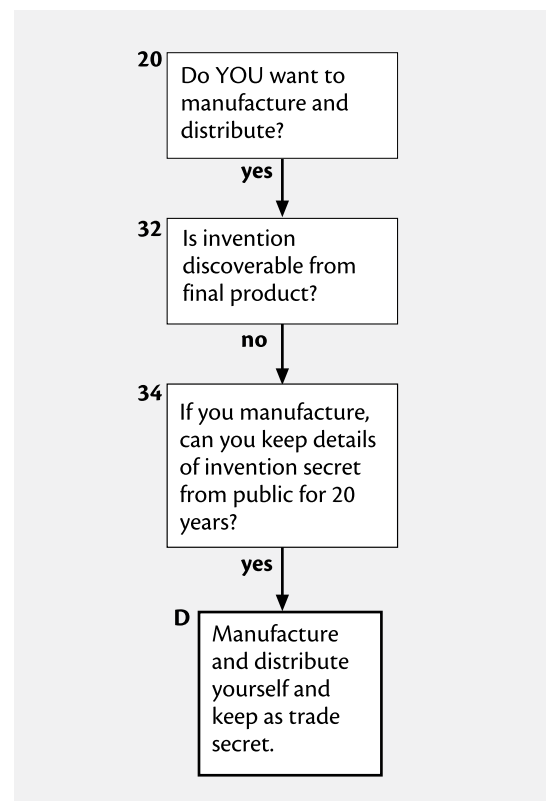 20
Do YOU want to
manufacture and
distribute?
yes
32
Is invention
discoverable from
final product?
no
34
If you manufacture,
can you keep details
of invention secret
from public for 20
years?
yes
D
Manufacture
and distribute
yourself and
keep as trade
secret.